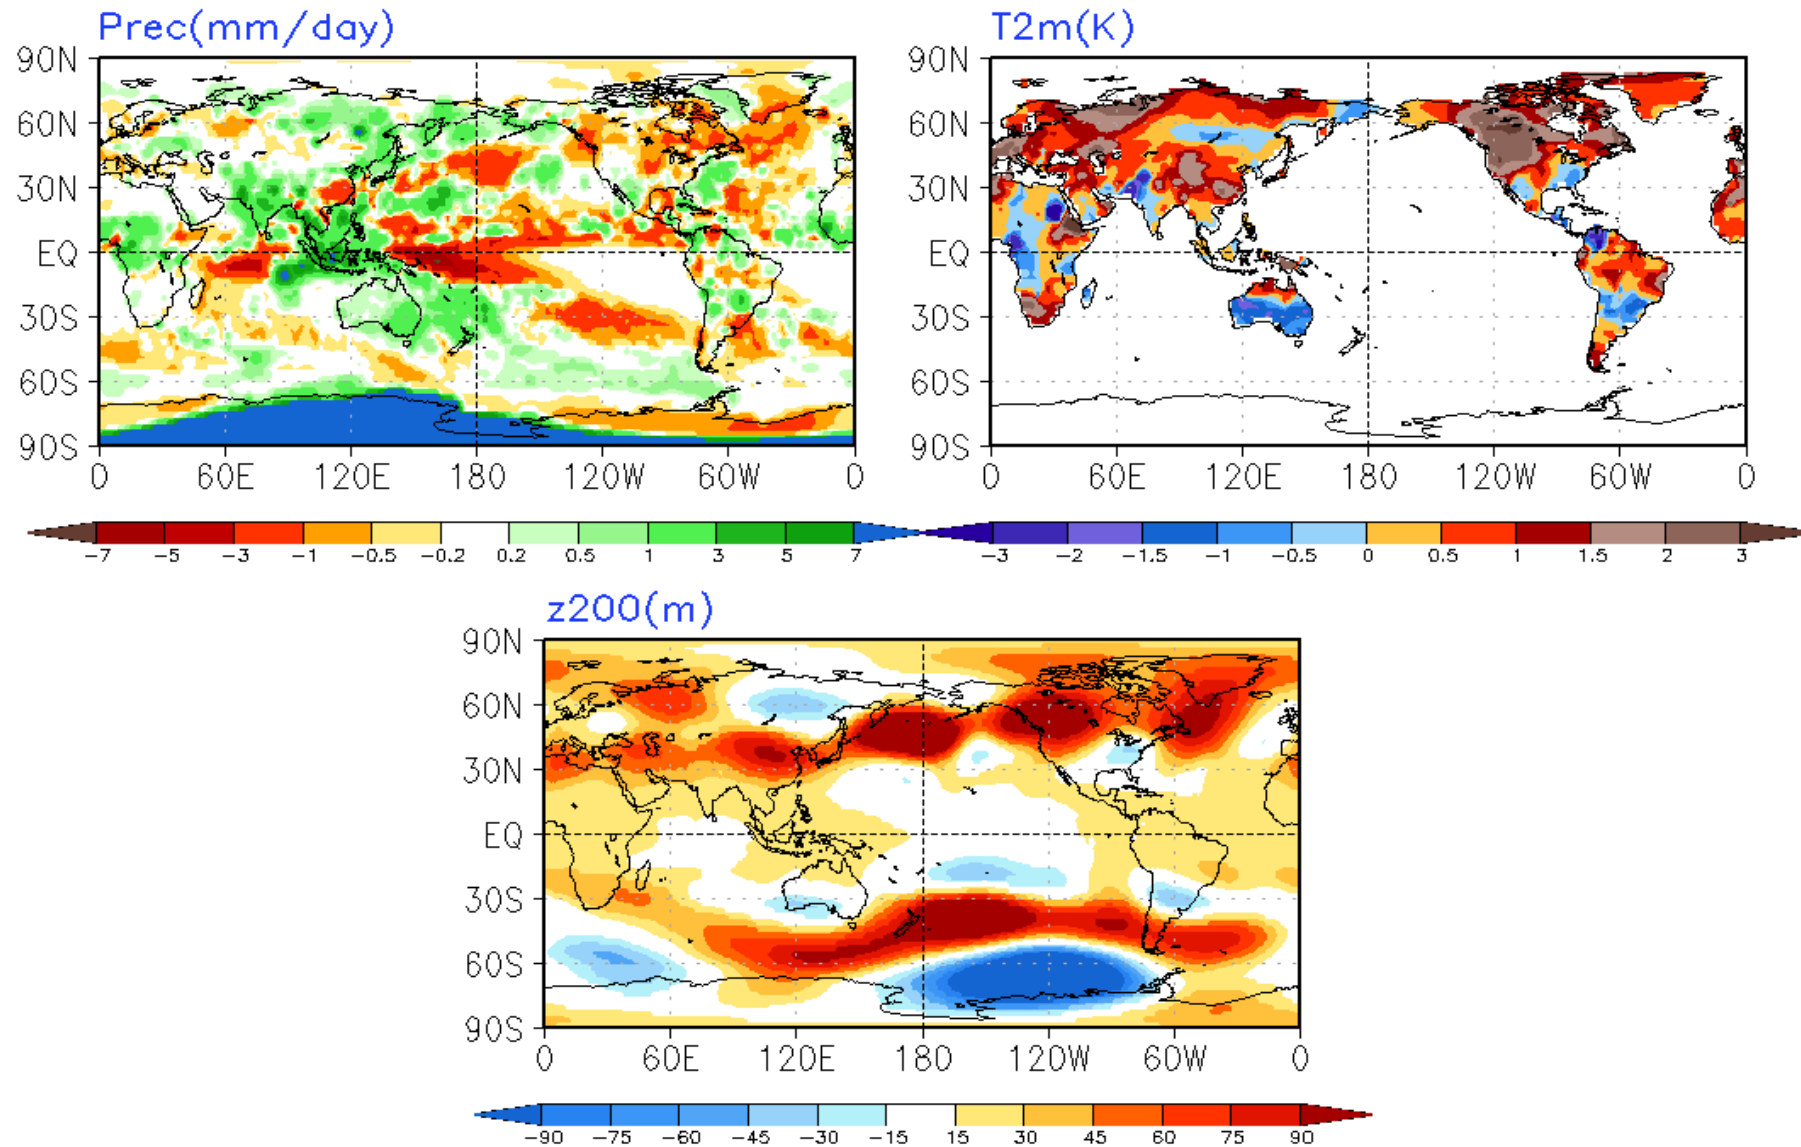 Prec(mm/day)
90N
60N
30N
EQ
30S
60S
90S
0 60E 120E 180 120W 60W 0
-7 -5 -3 -1 -0.5 -0.2 0.2 0.5 1 3 5 7
T2m(K)
90N
60N
30N
EQ
30S
60S
90S
0 60E 120E 180 120W 60W 0
-3 -2 -1.5 -1 -0.5 0 0.5 1 1.5 2 3
z200(m)
90N
60N
30N
EQ
30S
60S
90S
0 60E 120E 180 120W 60W 0
-90 -75 -60 -45 -30 -15 15 30 45 60 75 90